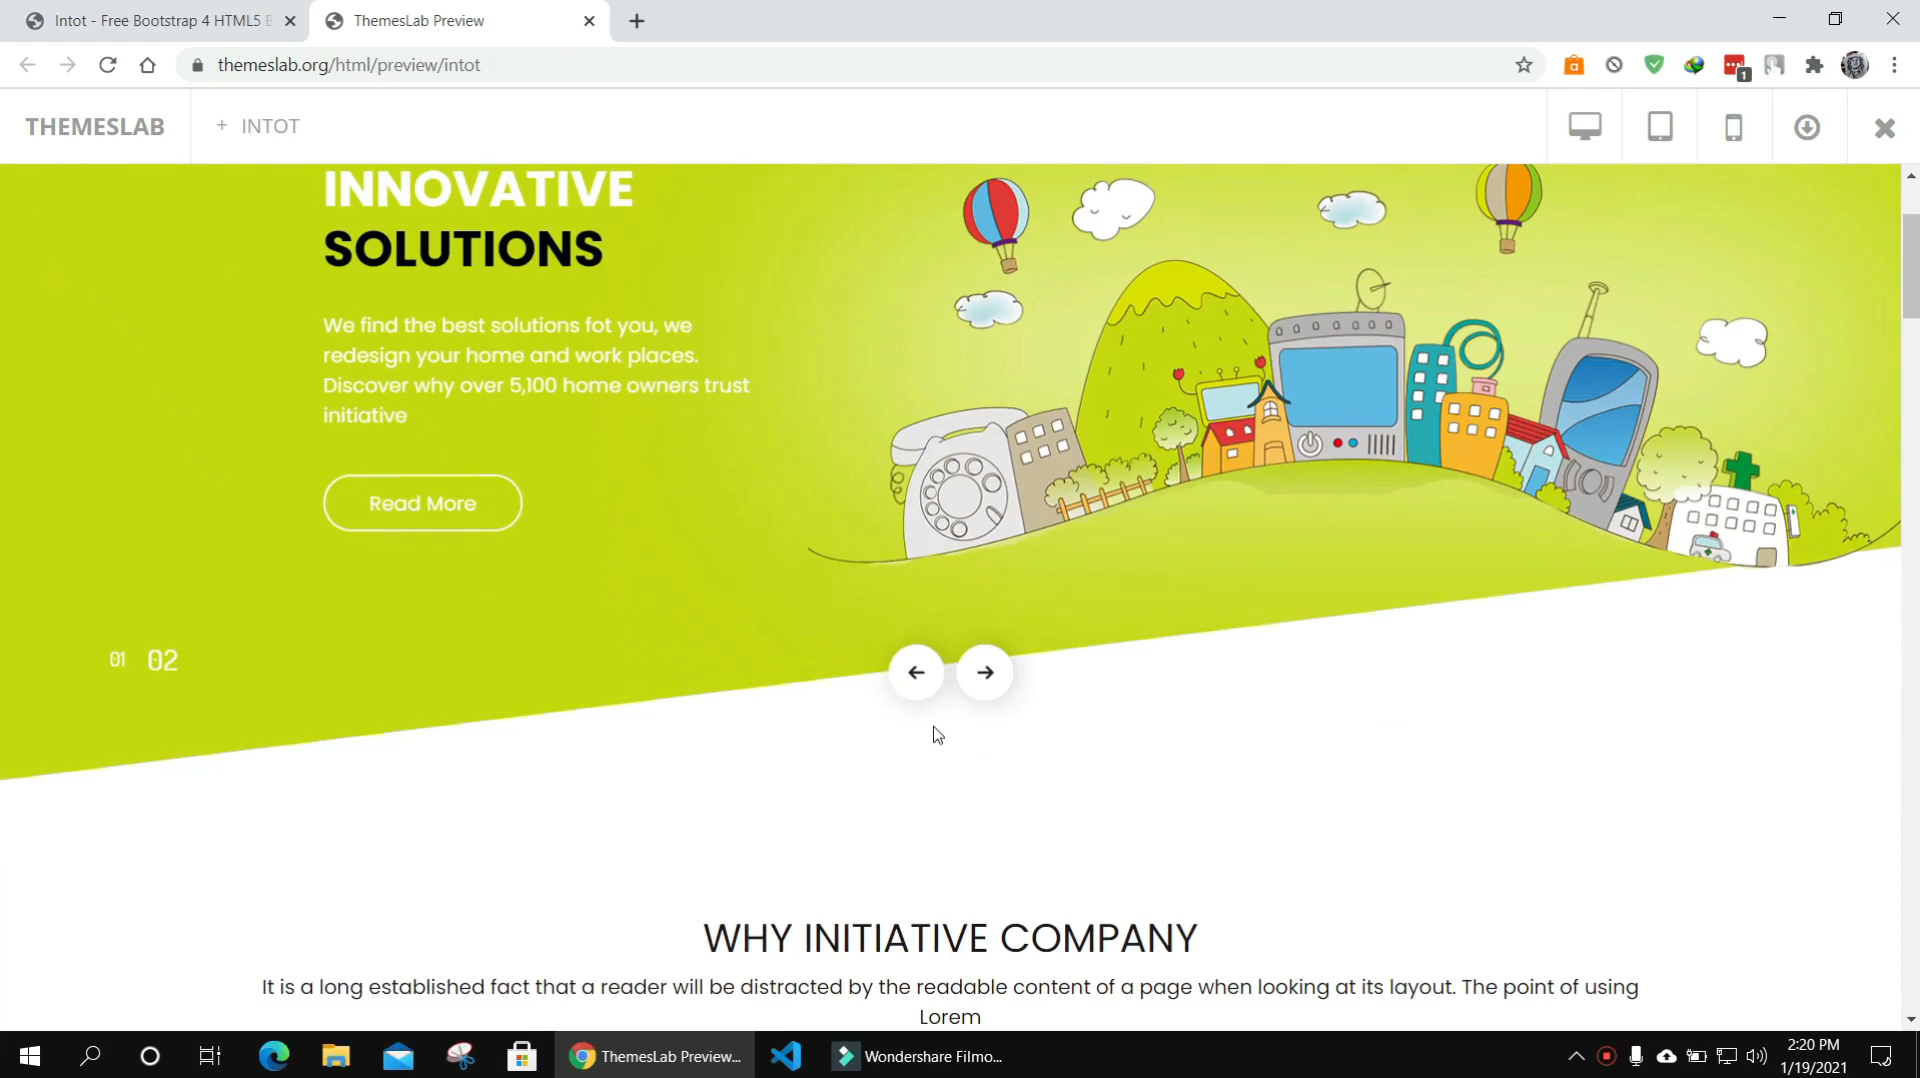 Intot - Free Bootstrap 4 HTML5 B
ThemesLab Preview
themeslab.org/html/preview/intot
1
THEMESLAB
+ INTOT
INNOVATIVE
SOLUTIONS
We find the best solutions fot you, we
redesign your home and work places.
Discover why over 5,100 home owners trust
initiative
Read More
01 02
WHY INITIATIVE COMPANY
It is a long established fact that a reader will be distracted by the readable content of a page when looking at its layout. The point of using
Lorem
ThemesLab Preview...
Wondershare Filmo...
2:20 PM
1/19/2021